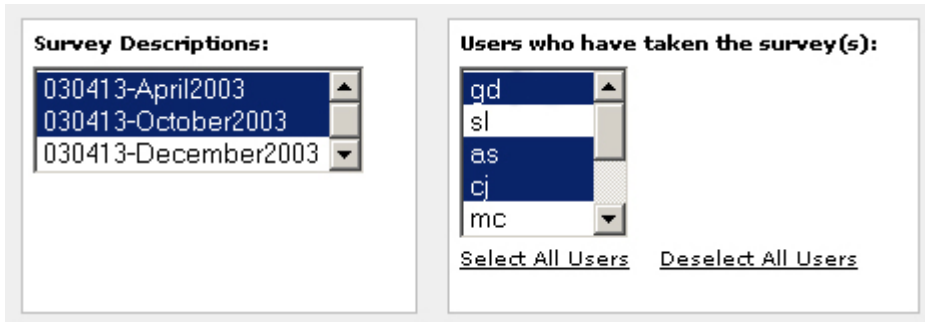 Survey Descriptions:
030413-April2003
030413-October2003
030413-December2003
Users who have taken the survey(s):
gd
sl
as
cj
mc
Select All Users Deselect All Users